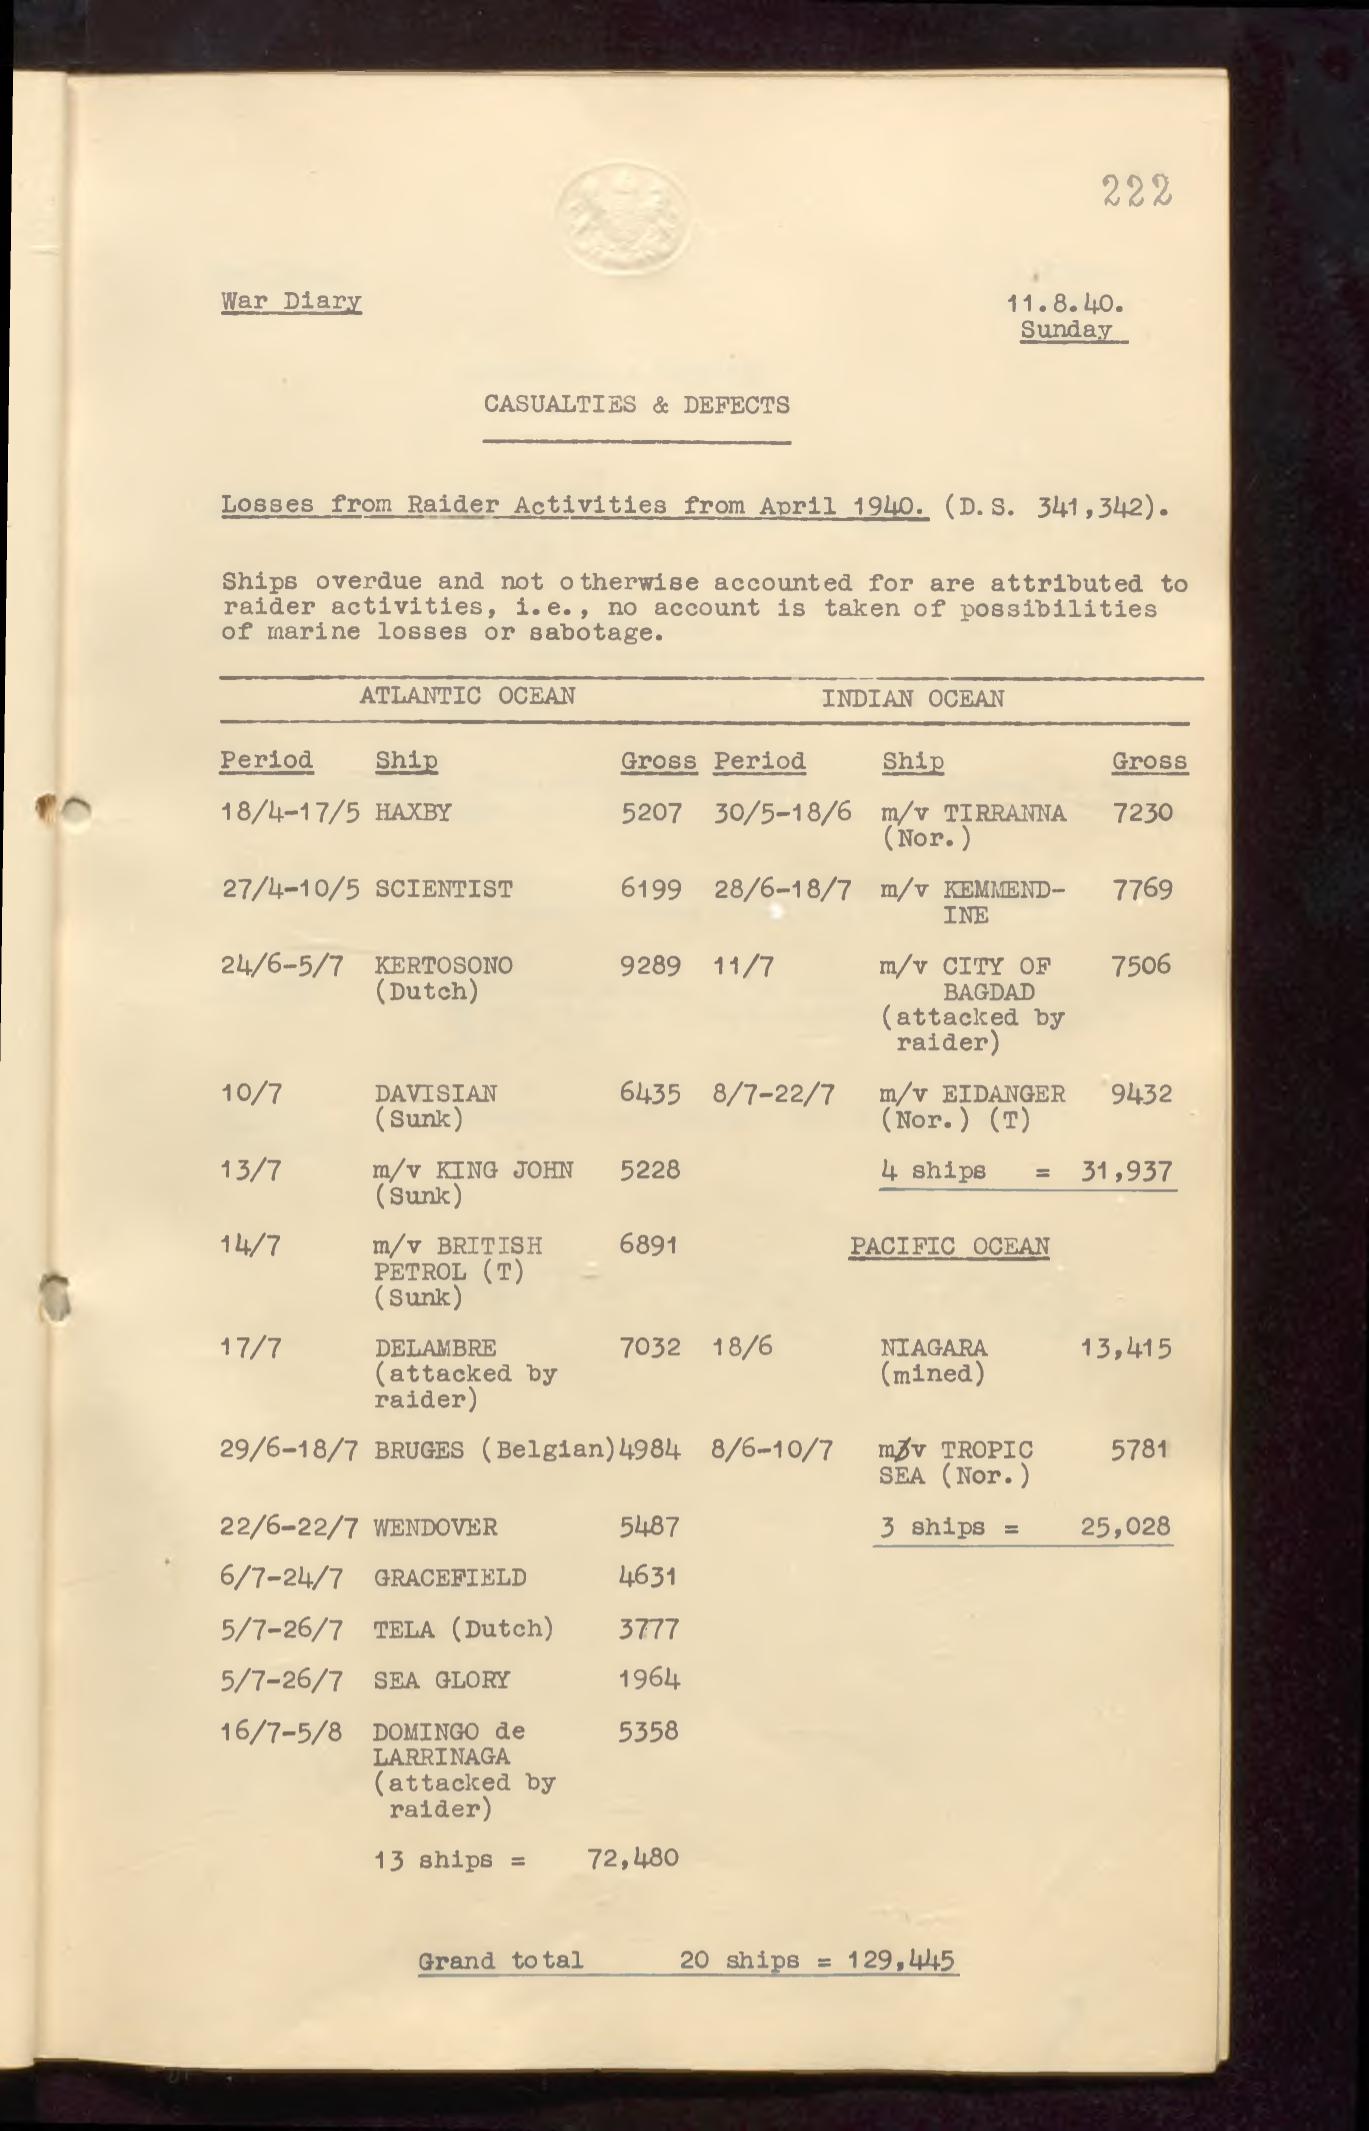 222
War Diary
11.8.40.
Sunday
CASUALTIES & DEFECTS
Losses from Raider Activities from April 1940. (D.S. 341,342).
Ships overdue and not otherwise accounted for are attributed to
raider activities, i.e., no account is taken of possibilities
of marine losses or sabotage.
ATLANTIC OCEAN INDIAN OCEAN
Period Ship Gross Period Ship Gross
18/4-17/5 HAXBY 5207 30/5-18/6 m/v TIRRANNA 7230
(Nor.)
27/4-10/5 SCIENTIST 6199 28/6-18/7 m/v KEMMEND- 7769
INE
24/6-5/7 KERTOSONO 9289 11/7 m/v CITY OF 7506
(Dutch) BAGDAD
(attacked by
raider)
10/7 DAVISIAN 6435 8/7-22/7 m/v EIDANGER 9432
(Sunk) (Nor.) (T)
13/7 m/v KING JOHN 5228 4 ships = 31,937
(Sunk)
14/7 m/v BRITISH 6891 PACIFIC OCEAN
PETROL (T)
(Sunk)
17/7 DELAMBRE 7032 18/6 NIAGARA 13,415
(attacked by (mined)
raider)
29/6-18/7 BRUGES (Belgian) 4984 8/6-10/7 m/v TROPIC 5781
SEA (Nor.)
22/6-22/7 WENDOVER 5487 3 ships = 25,028
6/7-24/7 GRACEFIELD 4631
5/7-26/7 TELA (Dutch) 3777
5/7-26/7 SEA GLORY 1964
16/7-5/8 DOMINGO de 5358
LARRINAGA
(attacked by
raider)
13 ships = 72,480
Grand total 20 ships = 129,445